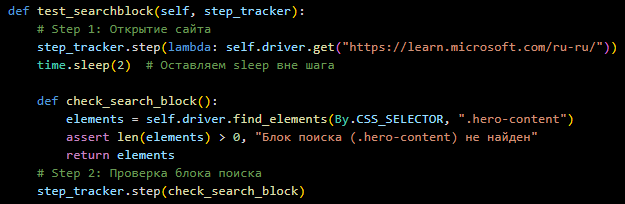 def test_searchblock(self, step_tracker):
    # Step 1: Открытие сайта
    step_tracker.step(lambda: self.driver.get("https://learn.microsoft.com/ru-ru/"))
    time.sleep(2)  # Оставляем sleep вне шага

    def check_search_block():
        elements = self.driver.find_elements(By.CSS_SELECTOR, ".hero-content")
        assert len(elements) > 0, "Блок поиска (.hero-content) не найден"
        return elements
    # Step 2: Проверка блока поиска
    step_tracker.step(check_search_block)